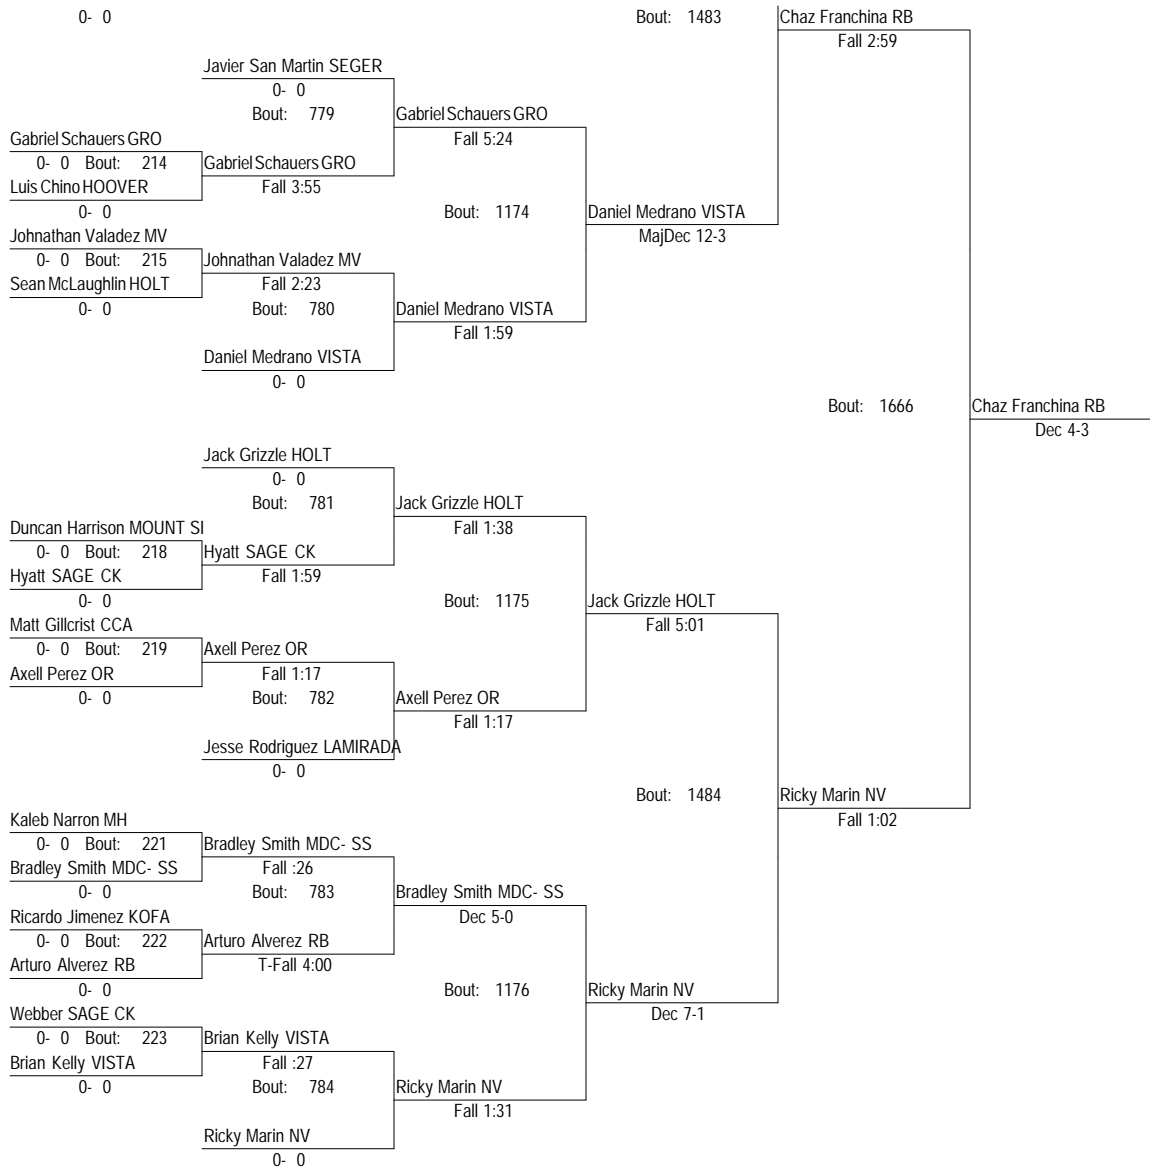 0- 0
Bout: 1483
Chaz Franchina RB
Fall 2:59
Javier San Martin SEGER
0- 0
Bout: 779
Gabriel Schauers GRO
Fall 5:24
Gabriel Schauers GRO
0- 0 Bout: 214
Gabriel Schauers GRO
Luis Chino HOOVER
Fall 3:55
0- 0
Bout: 1174
Daniel Medrano VISTA
MajDec 12-3
Johnathan Valadez MV
0- 0 Bout: 215
Johnathan Valadez MV
Sean McLaughlin HOLT
Fall 2:23
0- 0
Bout: 780
Daniel Medrano VISTA
Fall 1:59
Daniel Medrano VISTA
0- 0
Bout: 1666
Chaz Franchina RB
Dec 4-3
Jack Grizzle HOLT
0- 0
Bout: 781
Jack Grizzle HOLT
Fall 1:38
Duncan Harrison MOUNT SI
0- 0 Bout: 218
Hyatt SAGE CK
Hyatt SAGE CK
Fall 1:59
0- 0
Bout: 1175
Jack Grizzle HOLT
Fall 5:01
Matt Gillcrist CCA
0- 0 Bout: 219
Axell Perez OR
Axell Perez OR
Fall 1:17
0- 0
Bout: 782
Axell Perez OR
Fall 1:17
Jesse Rodriguez LAMIRADA
0- 0
Bout: 1484
Ricky Marin NV
Fall 1:02
Kaleb Narron MH
0- 0 Bout: 221
Bradley Smith MDC- SS
Bradley Smith MDC- SS
Fall :26
0- 0
Bout: 783
Bradley Smith MDC- SS
Dec 5-0
Ricardo Jimenez KOFA
0- 0 Bout: 222
Arturo Alverez RB
Arturo Alverez RB
T-Fall 4:00
0- 0
Bout: 1176
Ricky Marin NV
Dec 7-1
Webber SAGE CK
0- 0 Bout: 223
Brian Kelly VISTA
Brian Kelly VISTA
Fall :27
0- 0
Bout: 784
Ricky Marin NV
Fall 1:31
Ricky Marin NV
0- 0